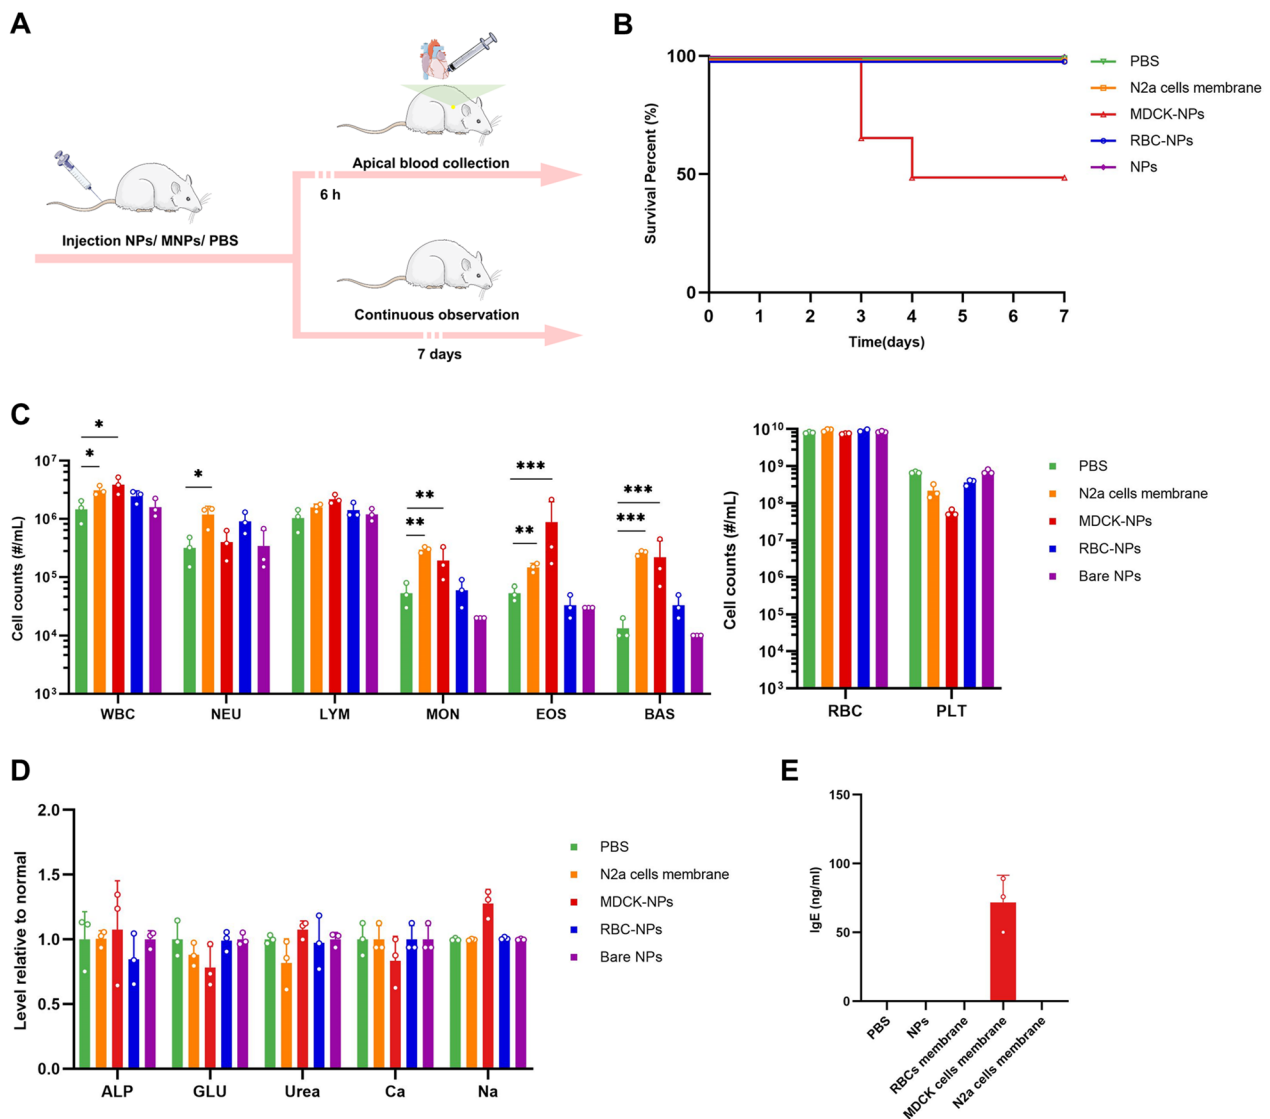 A
Apical blood collection
6 h
Injection NPs/ MNPs/ PBS
Continuous observation
7 days
B
Survival Percent (%)
100
50
0
0 1 2 3 4 5 6 7
Time(days)
PBS
N2a cells membrane
MDCK-NPs
RBC-NPs
NPs
C
Cell counts (#/mL)
10⁷
10⁶
10⁵
10⁴
10³
* * * ** ** ** *** *** ***
WBC NEU LYM MON EOS BAS
Cell counts (#/mL)
10¹⁰
10⁹
10⁸
10⁷
10⁶
10⁵
10⁴
10³
RBC PLT
PBS
N2a cells membrane
MDCK-NPs
RBC-NPs
Bare NPs
D
Level relative to normal
2.0
1.5
1.0
0.5
0.0
ALP GLU Urea Ca Na
PBS
N2a cells membrane
MDCK-NPs
RBC-NPs
Bare NPs
E
IgE (ng/ml)
150
100
50
0
PBS
NPs
RBCs membrane
MDCK cells membrane
N2a cells membrane